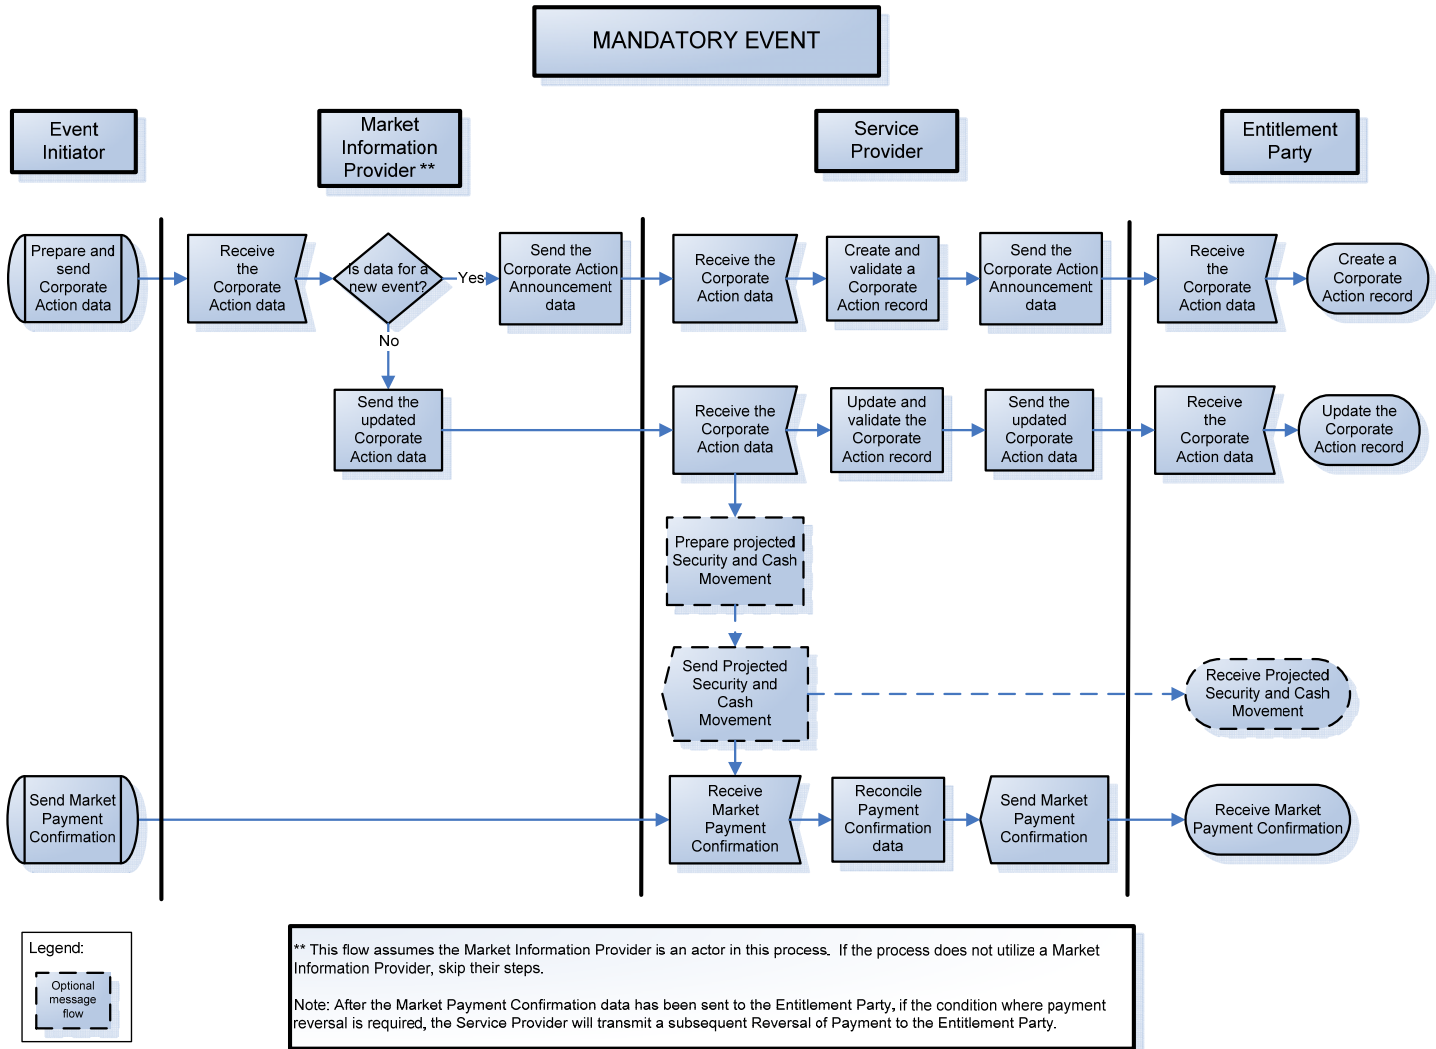 MANDATORY EVENT
Event
Initiator
Market
Information
Provider **
Service
Provider
Entitlement
Party
Prepare and
send
Corporate
Action data
Receive
the
Corporate
Action data
Is data for a
new event?
Yes
Send the
Corporate Action
Announcement
data
Receive the
Corporate
Action data
Create and
validate a
Corporate
Action record
Send the
Corporate Action
Announcement
data
Receive
the
Corporate
Action data
Create a
Corporate
Action record
No
Send the
updated
Corporate
Action data
Receive the
Corporate
Action data
Update and
validate the
Corporate
Action record
Send the
updated
Corporate
Action data
Receive
the
Corporate
Action data
Update the
Corporate
Action record
Prepare projected
Security and Cash
Movement
Send Projected
Security and
Cash
Movement
Receive Projected
Security and Cash
Movement
Send Market
Payment
Confirmation
Receive
Market
Payment
Confirmation
Reconcile
Payment
Confirmation
data
Send Market
Payment
Confirmation
Receive Market
Payment Confirmation
Legend:
Optional
message
flow
** This flow assumes the Market Information Provider is an actor in this process.  If the process does not utilize a Market
Information Provider, skip their steps.
Note: After the Market Payment Confirmation data has been sent to the Entitlement Party, if the condition where payment
reversal is required, the Service Provider will transmit a subsequent Reversal of Payment to the Entitlement Party.